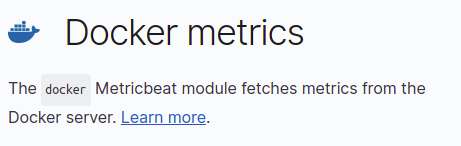 Docker metrics
The docker Metricbeat module fetches metrics from the
Docker server. Learn more.